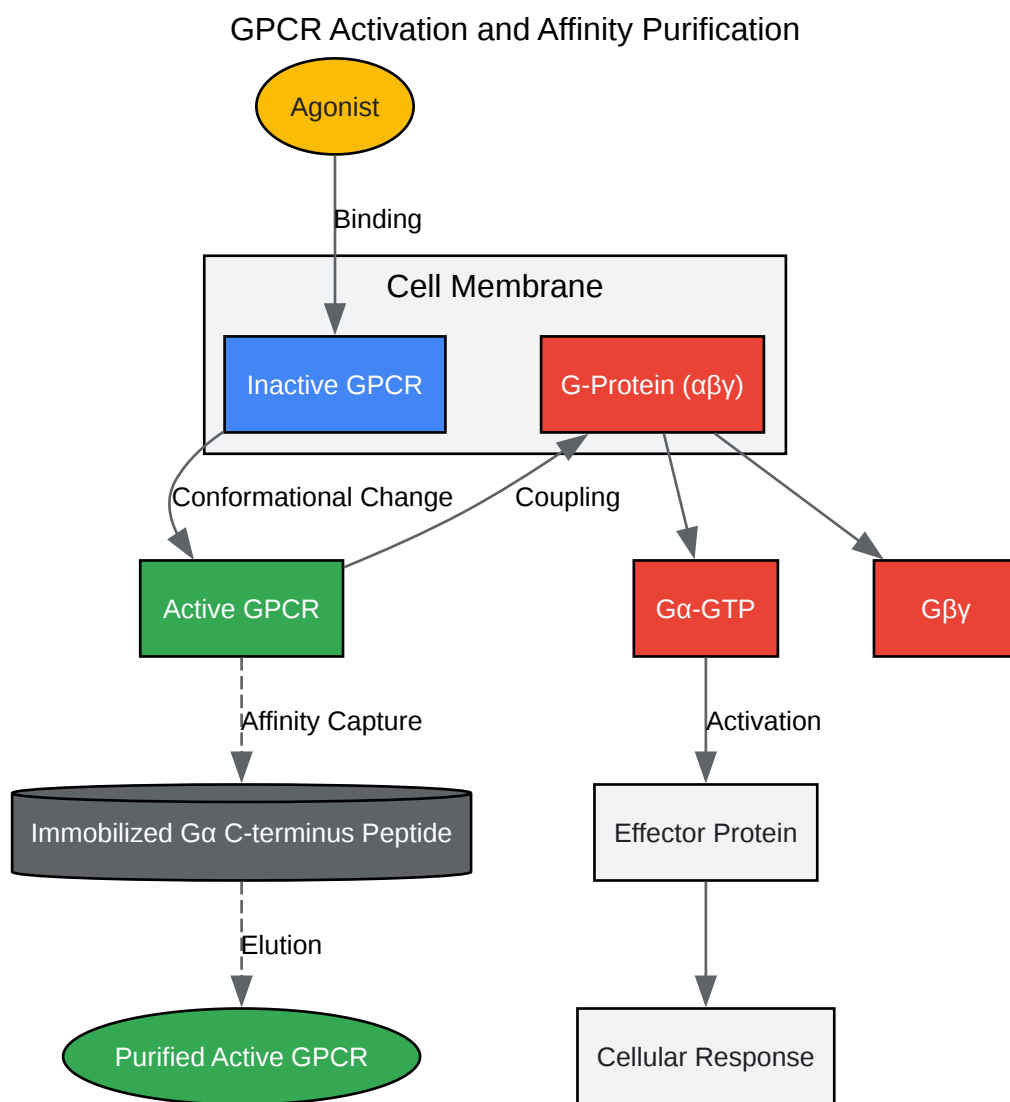 GPCR Activation and Affinity Purification
Agonist
Binding
Cell Membrane
Inactive GPCR
G-Protein (αβγ)
Conformational Change
Coupling
Active GPCR
Gα-GTP
Gβγ
Affinity Capture
Activation
Immobilized Gα C-terminus Peptide
Effector Protein
Elution
Purified Active GPCR
Cellular Response